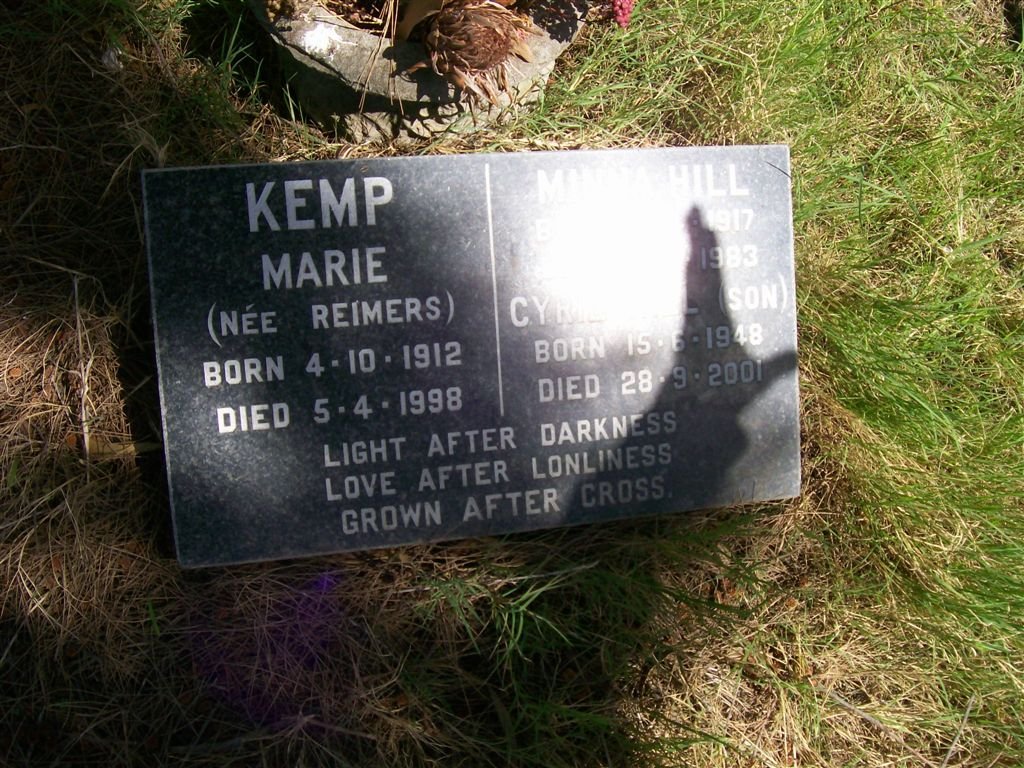 KEMP
MARIE
(NÉE REIMERS)
BORN 4·10·1912
DIED 5·4·1998
HILL
1917
1983
CYRIL (SON)
BORN 15·6·1948
DIED 28·9·2001
LIGHT AFTER DARKNESS
LOVE AFTER LONLINESS
GROWN AFTER CROSS.